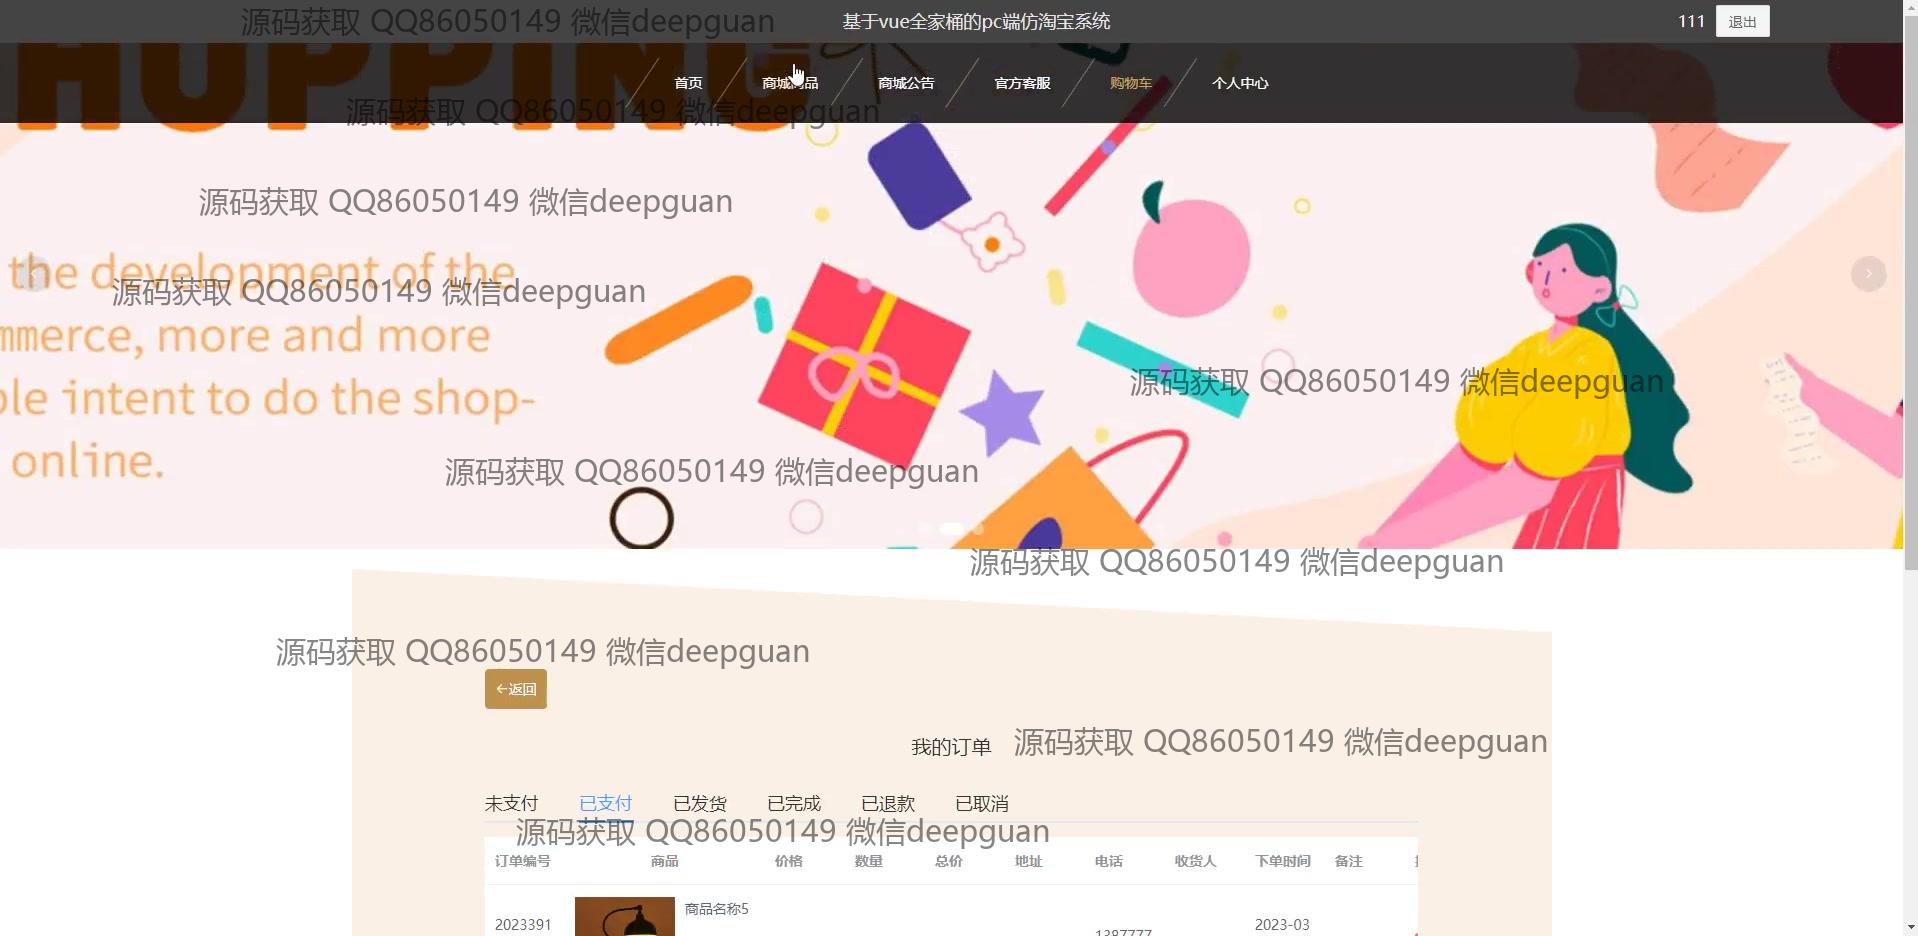 源码获取 QQ86050149 微信deepguan
基于vue全家桶的pc端仿淘宝系统
111 退出
HOPPING
首页 商城商品 商城公告 官方客服 购物车 个人中心
源码获取 QQ86050149 微信deepguan
源码获取 QQ86050149 微信deepguan
the development of the
源码获取 QQ86050149 微信deepguan
mmerce, more and more
源码获取 QQ86050149 微信deepguan
ple intent to do the shop-
online.
源码获取 QQ86050149 微信deepguan
源码获取 QQ86050149 微信deepguan
源码获取 QQ86050149 微信deepguan
←返回
我的订单
源码获取 QQ86050149 微信deepguan
未支付 已支付 已发货 已完成 已退款 已取消
源码获取 QQ86050149 微信deepguan
订单编号 商品 价格 数量 总价 地址 电话 收货人 下单时间 备注
商品名称5
2023391
2023-03
1387777